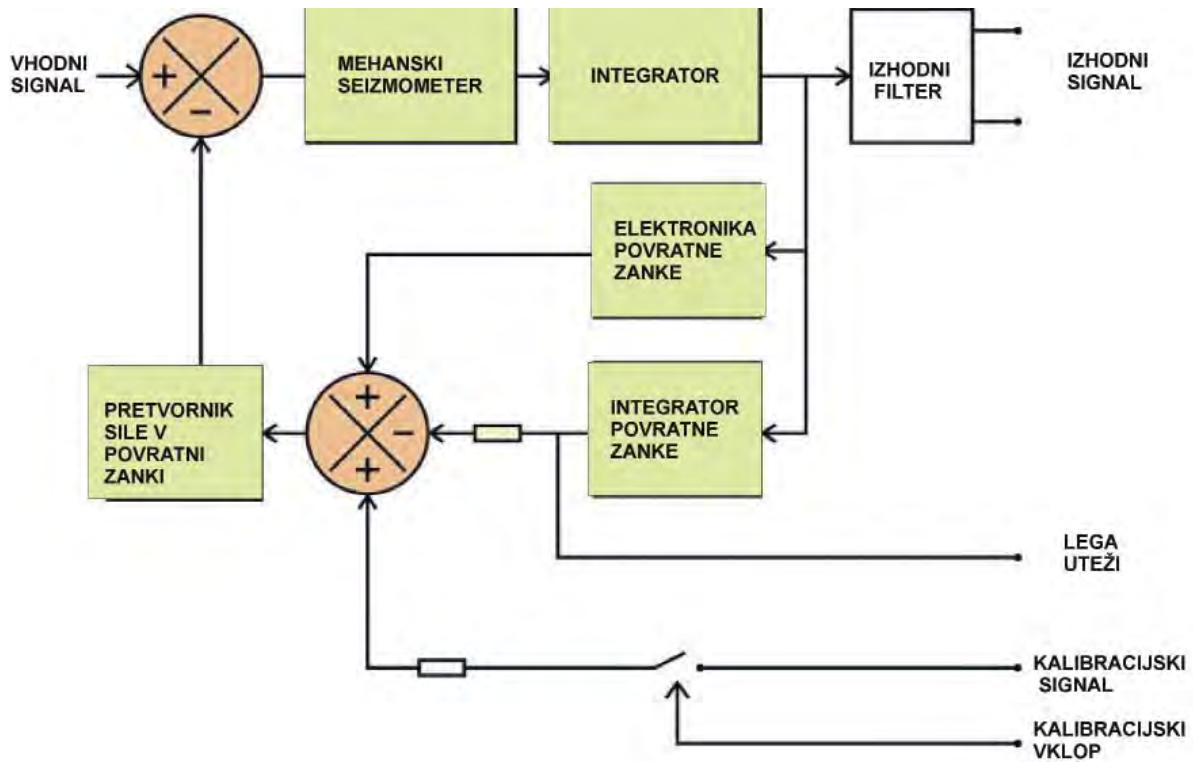 VHODNI
SIGNAL
+
−
MEHANSKI
SEIZMOMETER
INTEGRATOR
IZHODNI
FILTER
IZHODNI
SIGNAL
ELEKTRONIKA
POVRATNE
ZANKE
PRETVORNIK
SILE V
POVRATNI
ZANKI
+
−
+
INTEGRATOR
POVRATNE
ZANKE
LEGA
UTEŽI
KALIBRACIJSKI
SIGNAL
KALIBRACIJSKI
VKLOP